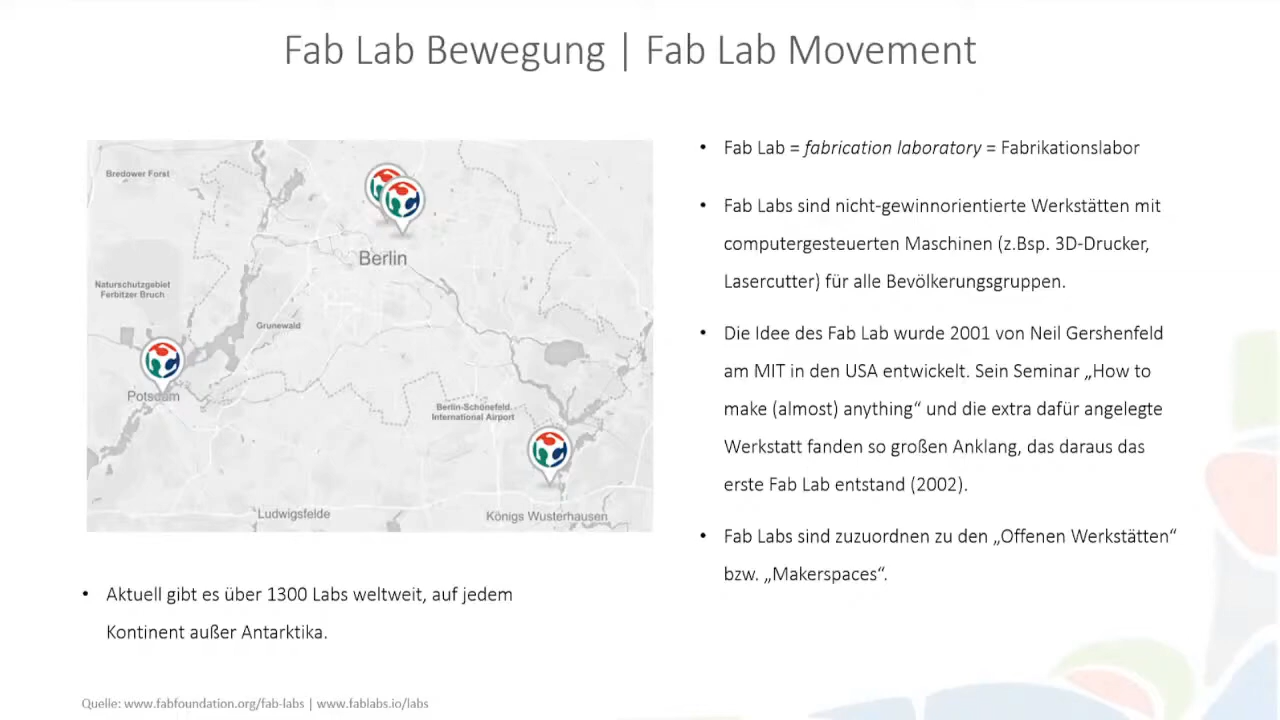 Fab Lab Bewegung | Fab Lab Movement
Bredower Forst
Berlin
Naturschutzgebiet
Ferbitzer Bruch
Grunewald
Potsdam
Berlin-Schönefeld
International Airport
Ludwigsfelde
Königs Wusterhausen
• Aktuell gibt es über 1300 Labs weltweit, auf jedem
Kontinent außer Antarktika.
• Fab Lab = fabrication laboratory = Fabrikationslabor
• Fab Labs sind nicht-gewinnorientierte Werkstätten mit
computergesteuerten Maschinen (z.Bsp. 3D-Drucker,
Lasercutter) für alle Bevölkerungsgruppen.
• Die Idee des Fab Lab wurde 2001 von Neil Gershenfeld
am MIT in den USA entwickelt. Sein Seminar „How to
make (almost) anything“ und die extra dafür angelegte
Werkstatt fanden so großen Anklang, das daraus das
erste Fab Lab entstand (2002).
• Fab Labs sind zuzuordnen zu den „Offenen Werkstätten“
bzw. „Makerspaces“.
Quelle: www.fabfoundation.org/fab-labs | www.fablabs.io/labs